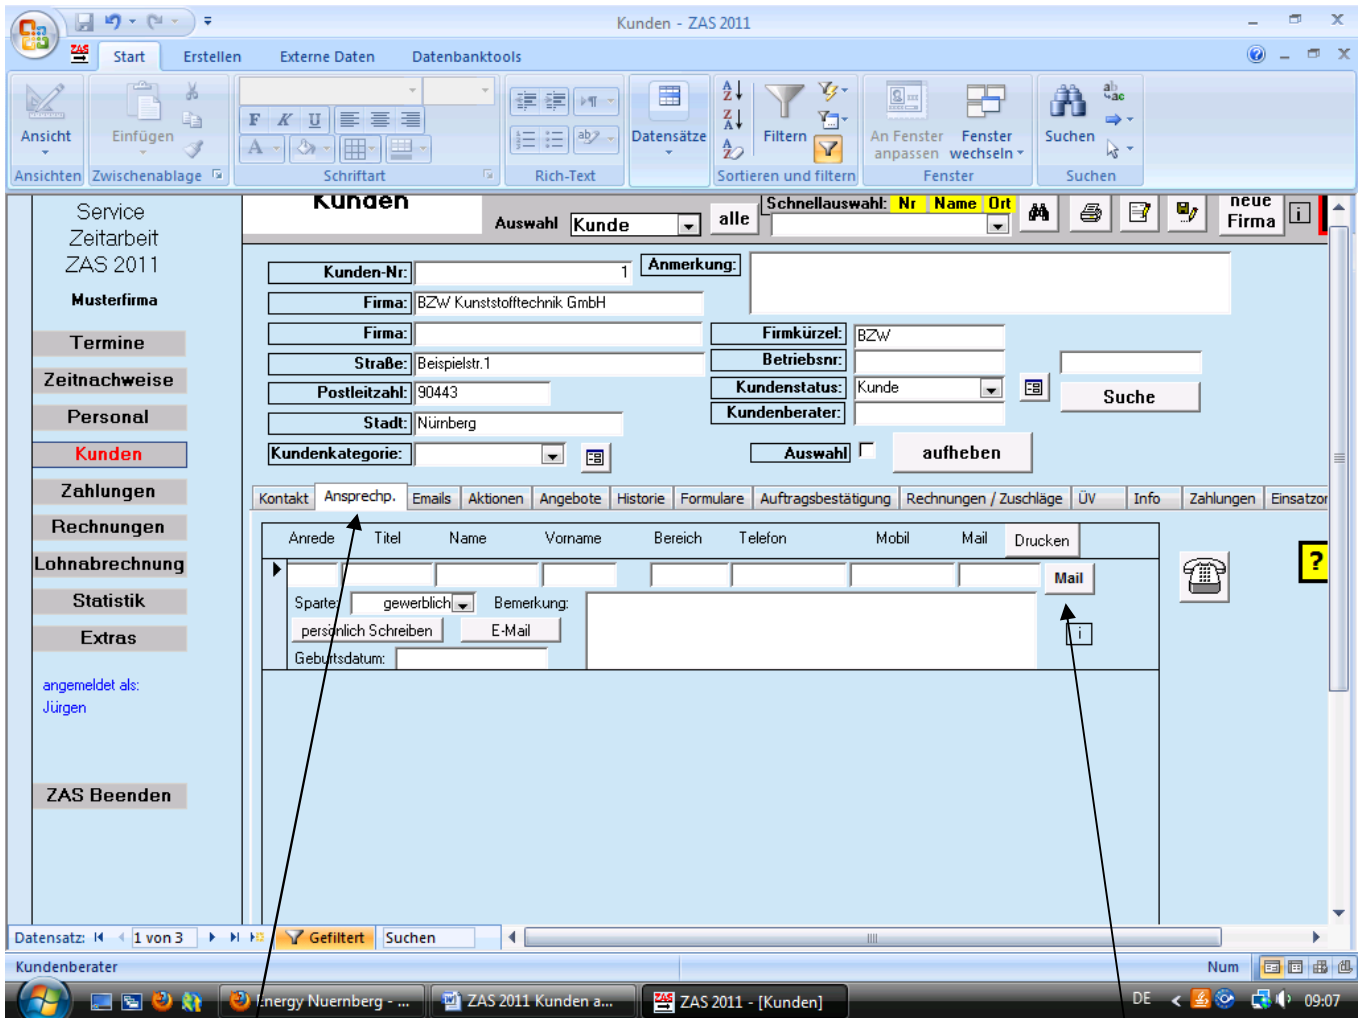 Kunden - ZAS 2011
ZAS
Start Erstellen Externe Daten Datenbanktools
Ansicht
Einfügen
F K U
A
Datensätze
Filtern
An Fenster anpassen
Fenster wechseln
Suchen
Ansichten Zwischenablage Schriftart Rich-Text Sortieren und filtern Fenster Suchen
Service
Zeitarbeit
ZAS 2011
Musterfirma
Termine
Zeitnachweise
Personal
Kunden
Zahlungen
Rechnungen
Lohnabrechnung
Statistik
Extras
angemeldet als:
Jürgen
ZAS Beenden
Kunden
Auswahl Kunde alle
Schnellauswahl: Nr Name Ort
neue
Firma
i
Kunden-Nr: 1 Anmerkung:
Firma: BZW Kunststofftechnik GmbH
Firma: Firmkürzel: BZW
Straße: Beispielstr.1 Betriebsnr:
Postleitzahl: 90443 Kundenstatus: Kunde Suche
Stadt: Nürnberg Kundenberater:
Kundenkategorie: Auswahl aufheben
Kontakt Ansprechp. Emails Aktionen Angebote Historie Formulare Auftragsbestätigung Rechnungen / Zuschläge ÜV Info Zahlungen Einsatzor
Anrede Titel Name Vorname Bereich Telefon Mobil Mail Drucken
Mail
?
Sparte: gewerblich Bemerkung:
persönlich Schreiben E-Mail
i
Geburtsdatum:
Datensatz: 1 von 3 Gefiltert Suchen
Kundenberater Num
Energy Nuernberg - ... ZAS 2011 Kunden a... ZAS 2011 - [Kunden] DE 09:07